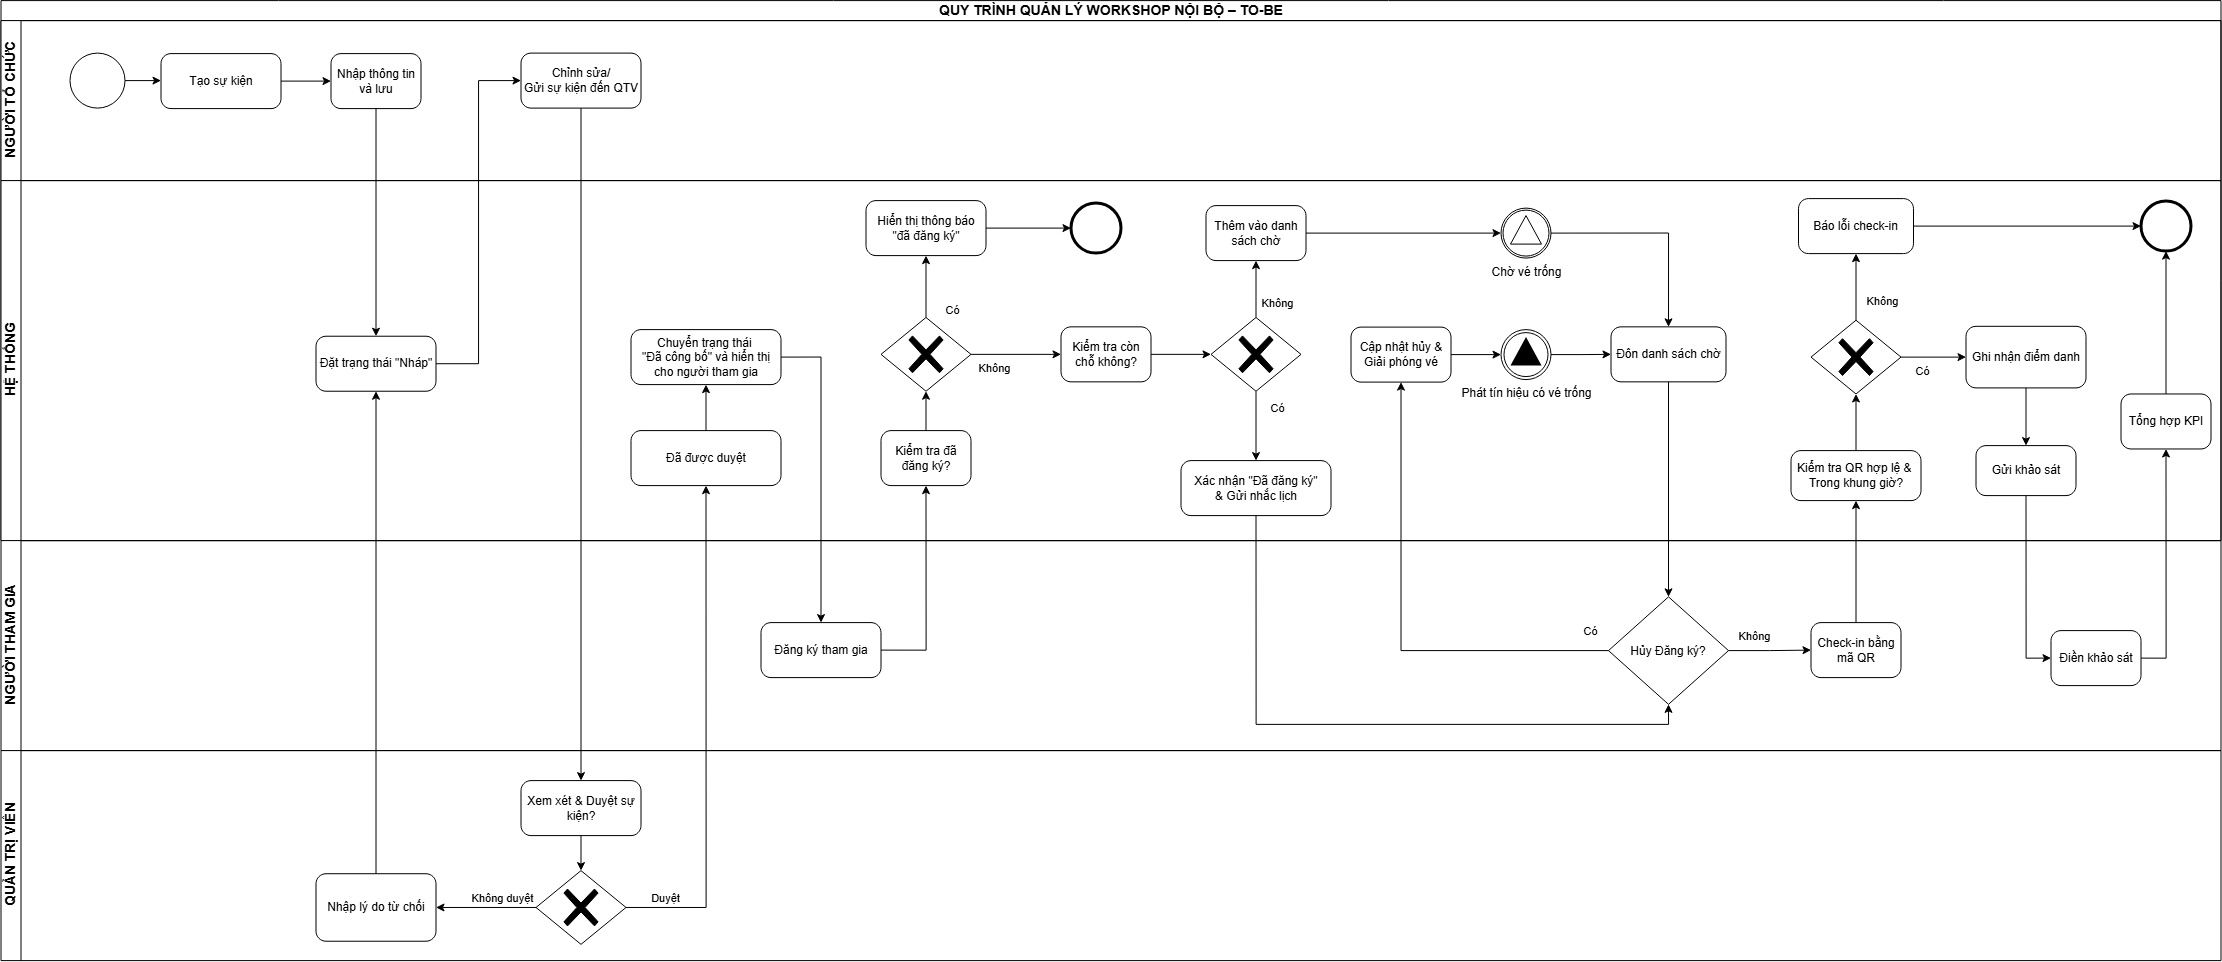 QUY TRÌNH QUẢN LÝ WORKSHOP NỘI BỘ – TO-BE
NGƯỜI TỔ CHỨC
Tạo sự kiện
Nhập thông tin
và lưu
Chỉnh sửa/
Gửi sự kiện đến QTV
HỆ THỐNG
Đặt trạng thái "Nháp"
Chuyển trạng thái
"Đã công bố" và hiển thị
cho người tham gia
Đã được duyệt
Hiển thị thông báo
"đã đăng ký"
Có
Không
Kiểm tra đã
đăng ký?
Kiểm tra còn
chỗ không?
Thêm vào danh
sách chờ
Không
Có
Xác nhận "Đã đăng ký"
& Gửi nhắc lịch
Chờ vé trống
Cập nhật hủy &
Giải phóng vé
Phát tín hiệu có vé trống
Đôn danh sách chờ
Báo lỗi check-in
Không
Có
Ghi nhận điểm danh
Kiểm tra QR hợp lệ &
Trong khung giờ?
Gửi khảo sát
Tổng hợp KPI
NGƯỜI THAM GIA
Đăng ký tham gia
Có
Hủy Đăng ký?
Không
Check-in bằng
mã QR
Điền khảo sát
QUẢN TRỊ VIÊN
Xem xét & Duyệt sự
kiện?
Nhập lý do từ chối
Không duyệt
Duyệt